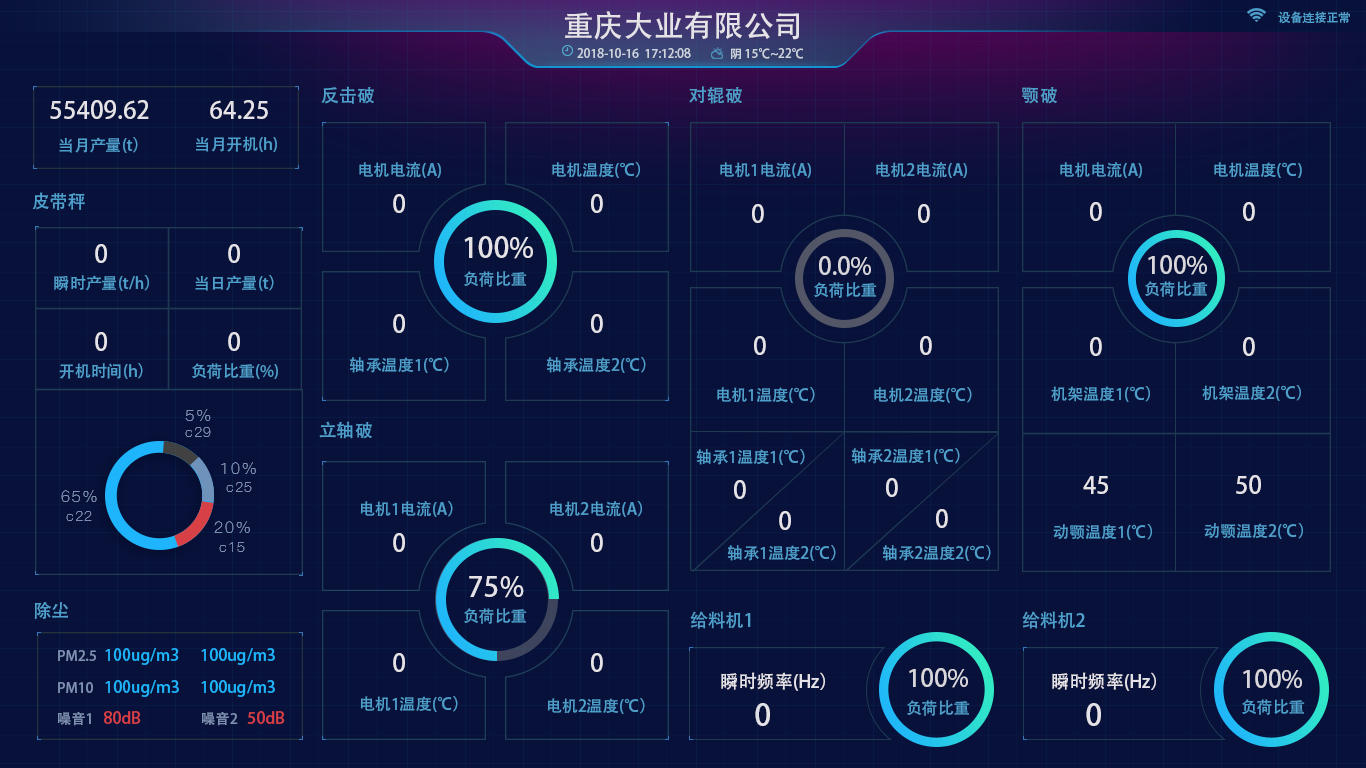 重庆大业有限公司
2018-10-16 17:12:08 阴 15℃~22℃
设备连接正常
55409.62 64.25
当月产量(t) 当月开机(h)
皮带秤
0 0
瞬时产量(t/h) 当日产量(t)
0 0
开机时间(h) 负荷比重(%)
5%
c29
10%
c25
65%
c22
20%
c15
除尘
PM2.5 100ug/m3 100ug/m3
PM10 100ug/m3 100ug/m3
噪音1 80dB 噪音2 50dB
反击破
电机电流(A) 电机温度(℃)
0 0
100%
负荷比重
0 0
轴承温度1(℃) 轴承温度2(℃)
立轴破
电机1电流(A) 电机2电流(A)
0 0
75%
负荷比重
0 0
电机1温度(℃) 电机2温度(℃)
对辊破
电机1电流(A) 电机2电流(A)
0 0
0.0%
负荷比重
0 0
电机1温度(℃) 电机2温度(℃)
轴承1温度1(℃) 轴承2温度1(℃)
0 0
0 0
轴承1温度2(℃) 轴承2温度2(℃)
颚破
电机电流(A) 电机温度(℃)
0 0
100%
负荷比重
0 0
机架温度1(℃) 机架温度2(℃)
45 50
动颚温度1(℃) 动颚温度2(℃)
给料机1
瞬时频率(Hz)
0
100%
负荷比重
给料机2
瞬时频率(Hz)
0
100%
负荷比重